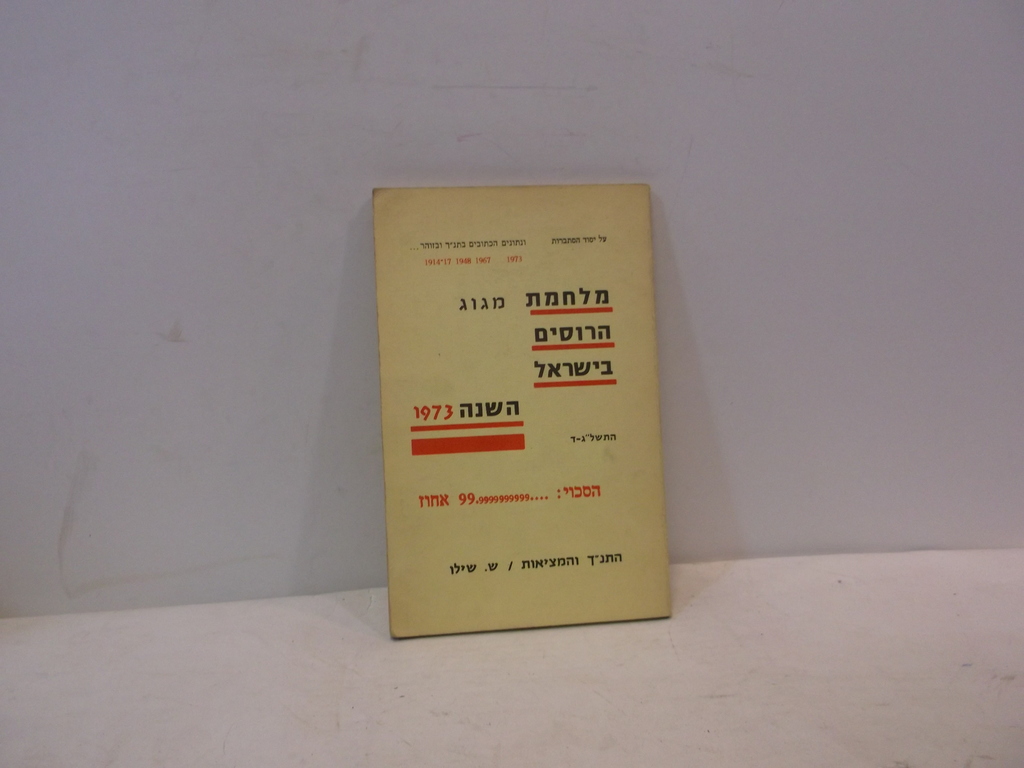 על יסוד הסתברות ונתונים הכתובים בתנ״ך ובזוהר...
1914-17 1948 1967 1973
מלחמת מגוג
הרוסים
בישראל
השנה 1973
התשל״ג-ד
הסכוי: ....99.9999999999 אחוז
התנ״ך והמציאות / ש. שילו